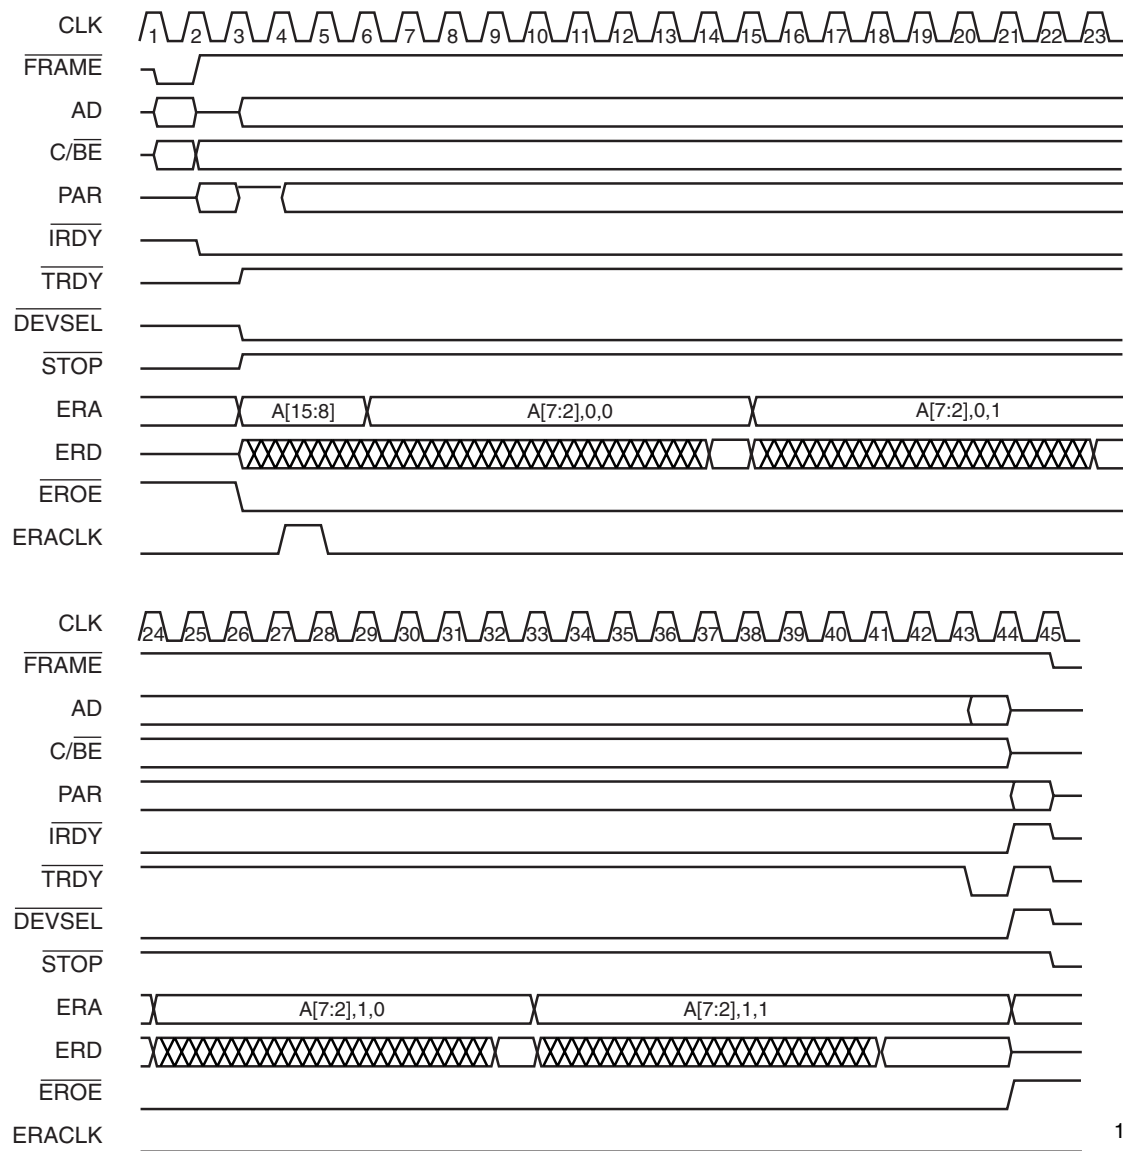 CLK
1 2 3 4 5 6 7 8 9 10 11 12 13 14 15 16 17 18 19 20 21 22 23
FRAME
AD
C/BE
PAR
IRDY
TRDY
DEVSEL
STOP
ERA A[15:8] A[7:2],0,0 A[7:2],0,1
ERD
EROE
ERACLK
CLK
24 25 26 27 28 29 30 31 32 33 34 35 36 37 38 39 40 41 42 43 44 45
FRAME
AD
C/BE
PAR
IRDY
TRDY
DEVSEL
STOP
ERA A[7:2],1,0 A[7:2],1,1
ERD
EROE
ERACLK
1